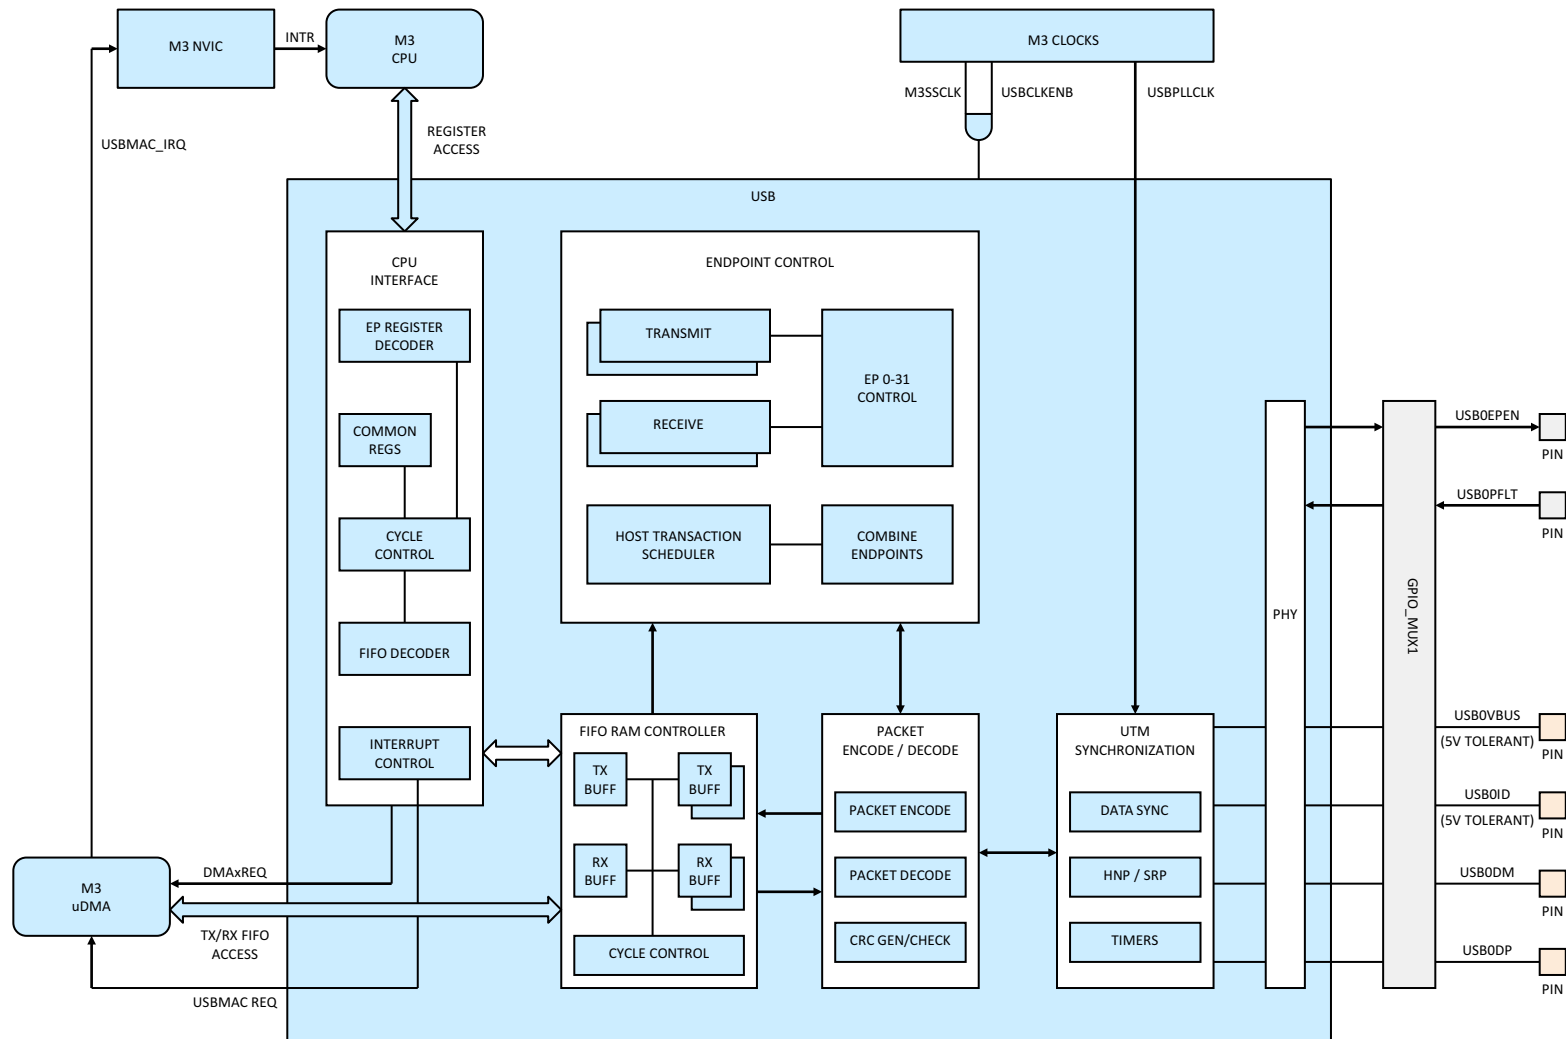 M3 NVIC
INTR
M3
CPU
M3 CLOCKS
M3SSCLK
USBCLKENB
USBPLLCLK
USBMAC_IRQ
REGISTER
ACCESS
USB
CPU
INTERFACE
EP REGISTER
DECODER
COMMON
REGS
CYCLE
CONTROL
FIFO DECODER
INTERRUPT
CONTROL
ENDPOINT CONTROL
TRANSMIT
RECEIVE
EP 0-31
CONTROL
HOST TRANSACTION
SCHEDULER
COMBINE
ENDPOINTS
FIFO RAM CONTROLLER
TX
BUFF
TX
BUFF
RX
BUFF
RX
BUFF
CYCLE CONTROL
PACKET
ENCODE / DECODE
PACKET ENCODE
PACKET DECODE
CRC GEN/CHECK
UTM
SYNCHRONIZATION
DATA SYNC
HNP / SRP
TIMERS
PHY
GPIO_MUX1
USB0EPEN
PIN
USB0PFLT
PIN
USB0VBUS
(5V TOLERANT)
PIN
USB0ID
(5V TOLERANT)
PIN
USB0DM
PIN
USB0DP
PIN
M3
uDMA
DMAxREQ
TX/RX FIFO
ACCESS
USBMAC REQ